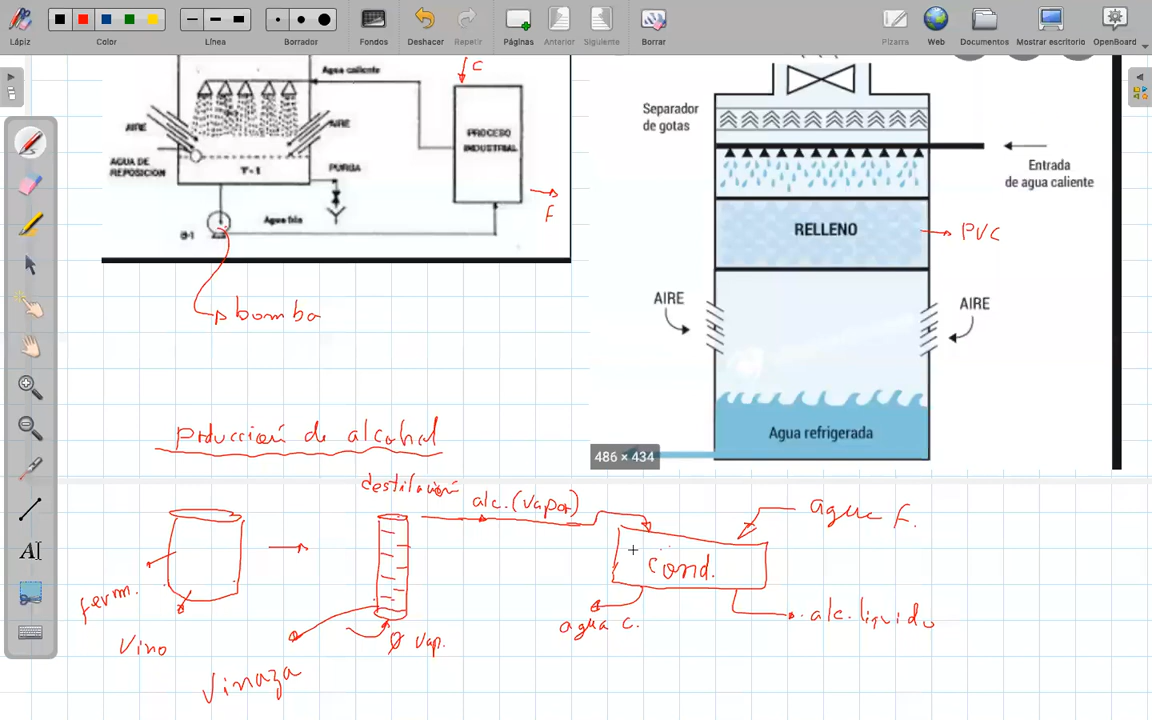 Lápiz
Color
Línea
Borrador
Fondos
Deshacer
Repetir
Páginas
Anterior
Siguiente
Borrar
Pizarra
Web
Documentos
Mostrar escritorio
OpenBoard
Agua caliente
AIRE
AIRE
AGUA DE
REPOSICION
T-1
PURGA
Agua fría
B-1
PROCESO
INDUSTRIAL
C
F
bomba
Separador
de gotas
Entrada
de agua caliente
RELLENO
PVC
AIRE
AIRE
Agua refrigerada
486 × 434
Producción de alcohol
destilación
alc. (vapor)
agua F.
Cond.
ferm.
Vino
Vinaza
vap.
agua c.
alc. liquido
AI